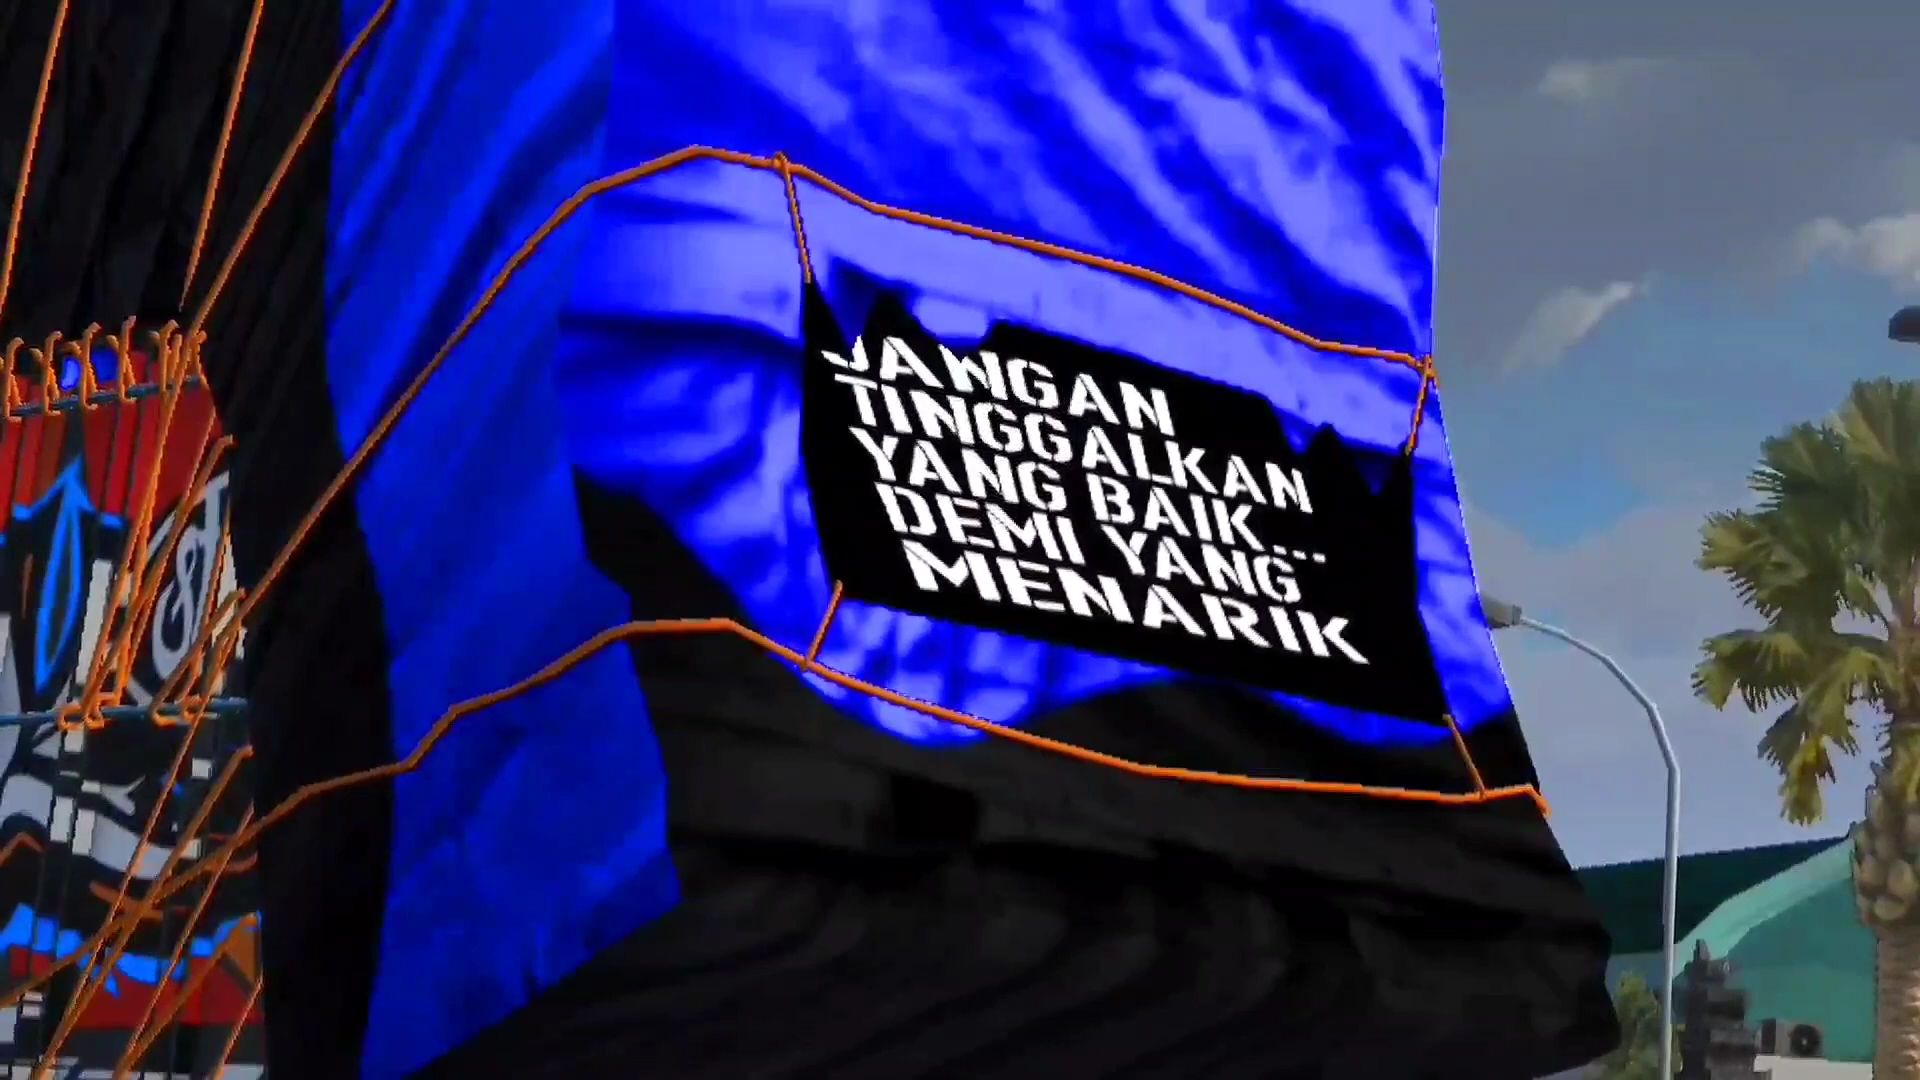 JANGAN
TINGGALKAN
YANG BAIK...
DEMI YANG
MENARIK